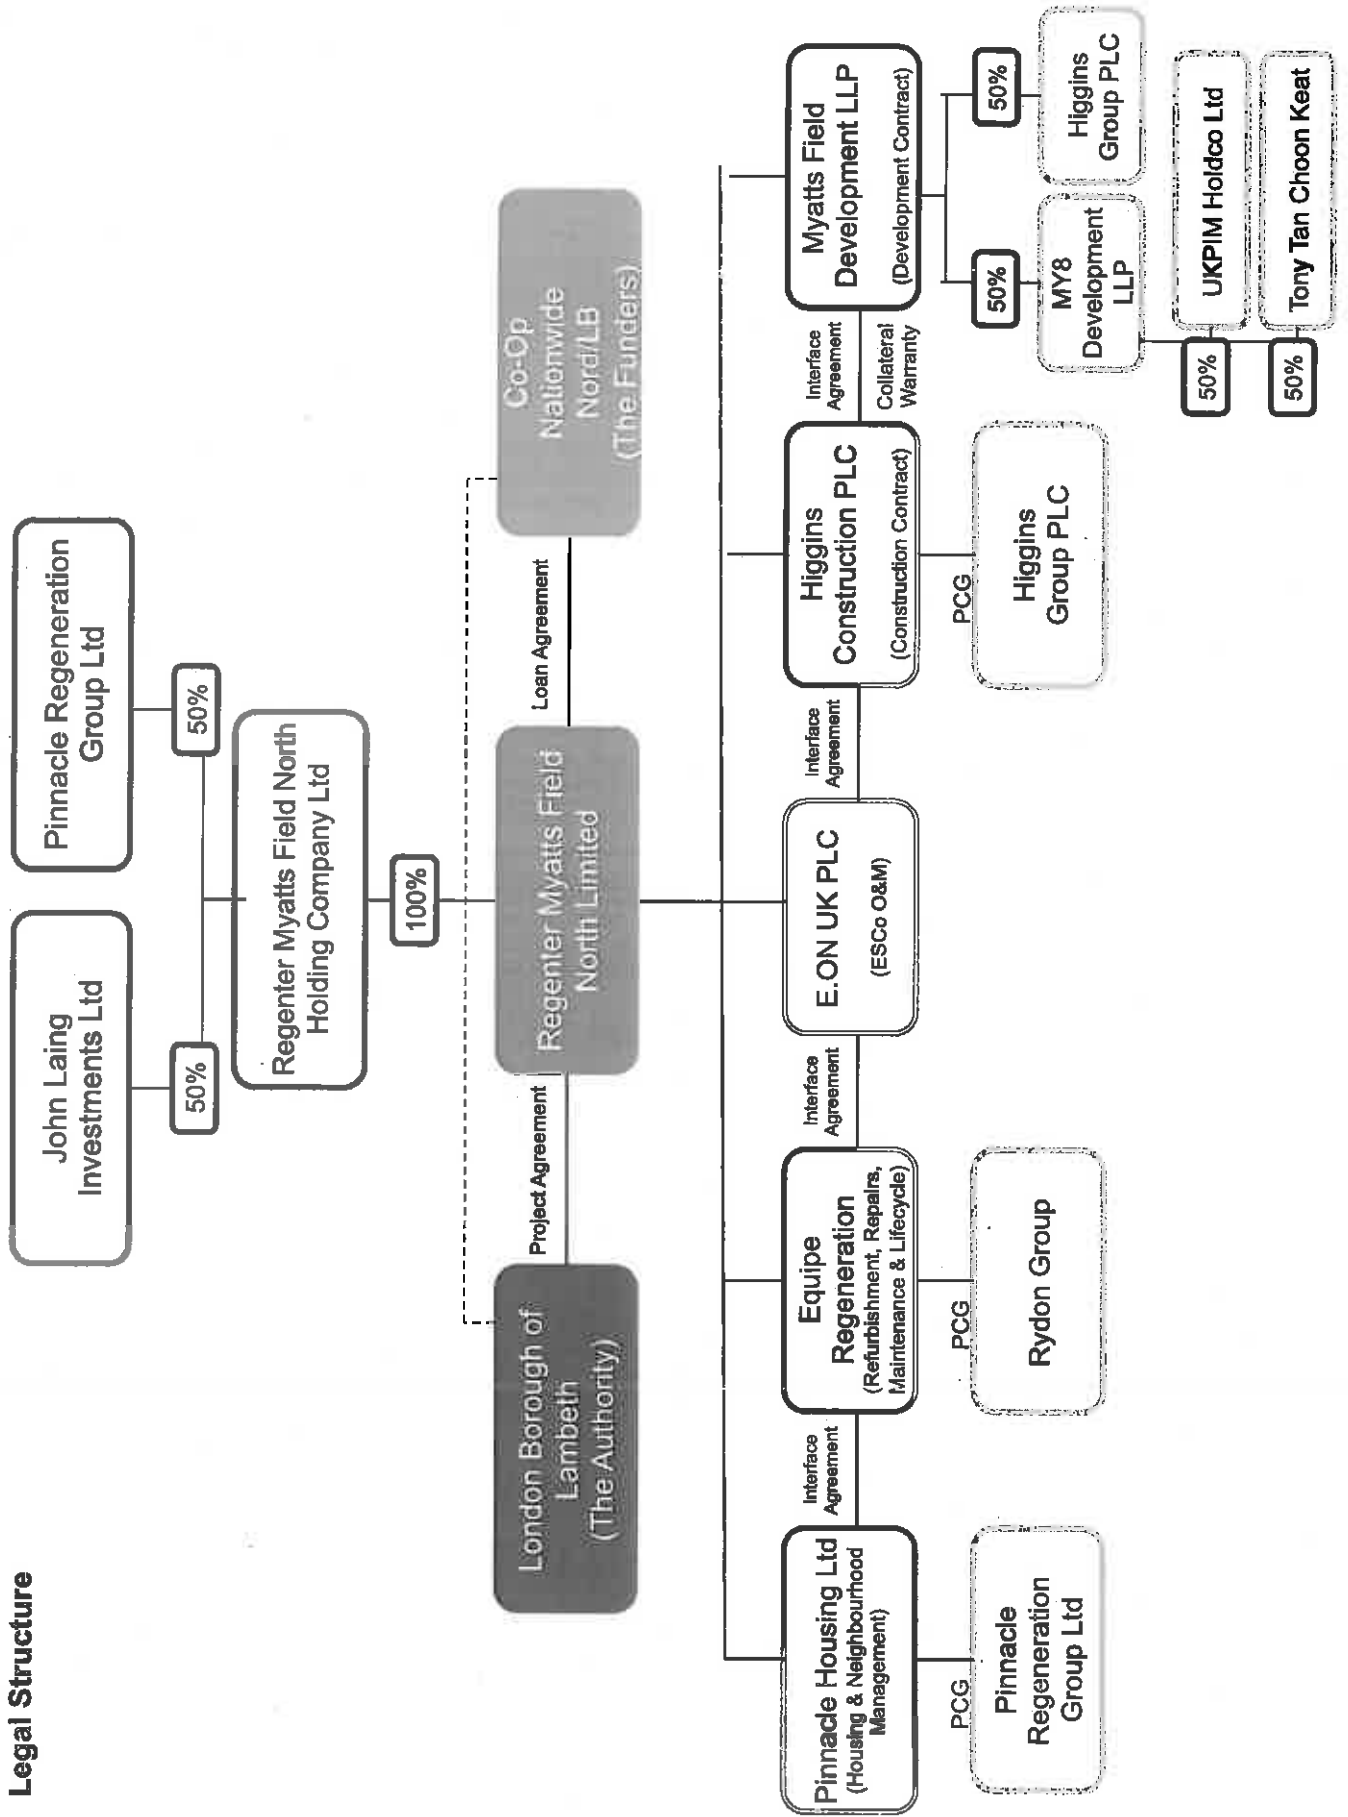 Legal Structure
John Laing
Investments Ltd
Pinnacle Regeneration
Group Ltd
50%
50%
Regenter Myatts Field North
Holding Company Ltd
100%
London Borough of
Lambeth
(The Authority)
Project Agreement
Regenter Myatts Field
North Limited
Loan Agreement
Co-Op
Nationwide
Nord/LB
(The Funders)
Pinnacle Housing Ltd
(Housing & Neighbourhood
Management)
Interface
Agreement
Equipe
Regeneration
(Refurbishment, Repairs,
Maintenance & Lifecycle)
Interface
Agreement
E.ON UK PLC
(ESCo O&M)
Interface
Agreement
Higgins
Construction PLC
(Construction Contract)
Interface
Agreement
Collateral
Warranty
Myatts Field
Development LLP
(Development Contract)
PCG
Pinnacle
Regeneration
Group Ltd
PCG
Rydon Group
PCG
Higgins
Group PLC
50%
50%
MY8
Development
LLP
Higgins
Group PLC
50%
UKPIM Holdco Ltd
50%
Tony Tan Choon Keat